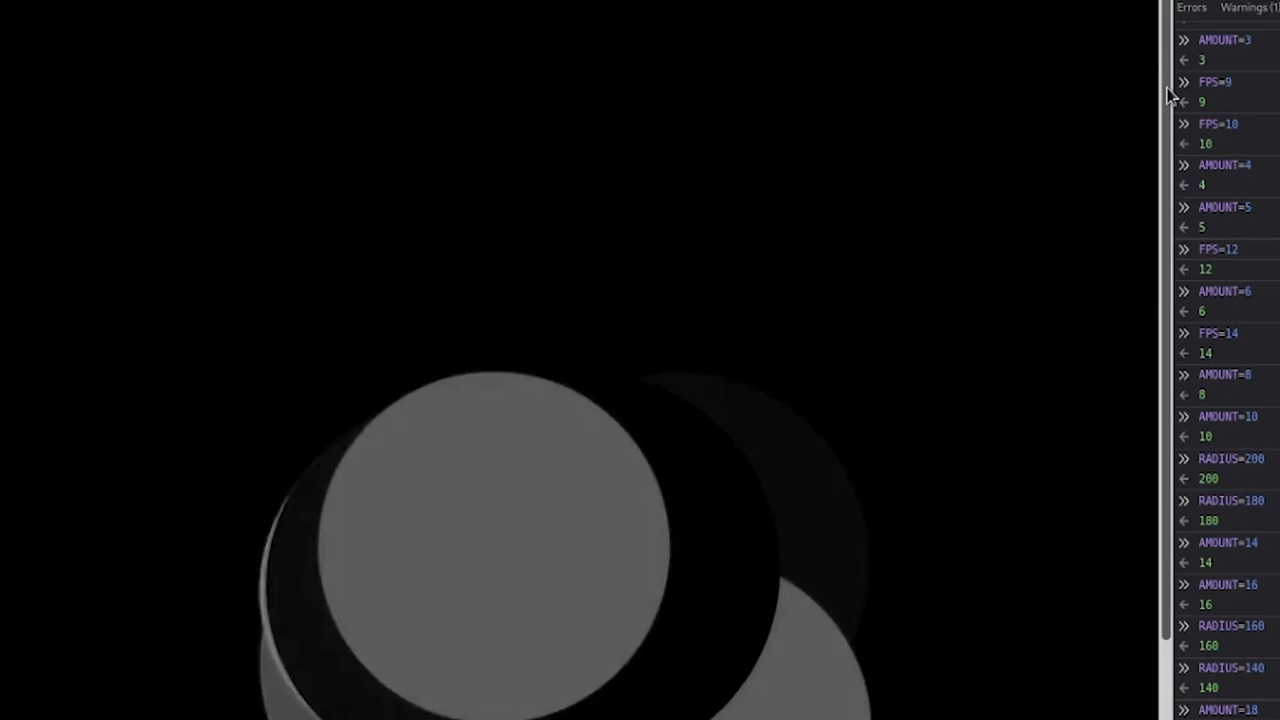 Errors Warnings (1)
» AMOUNT=3
← 3
» FPS=9
← 9
» FPS=10
← 10
» AMOUNT=4
← 4
» AMOUNT=5
← 5
» FPS=12
← 12
» AMOUNT=6
← 6
» FPS=14
← 14
» AMOUNT=8
← 8
» AMOUNT=10
← 10
» RADIUS=200
← 200
» RADIUS=180
← 180
» AMOUNT=14
← 14
» AMOUNT=16
← 16
» RADIUS=160
← 160
» RADIUS=140
← 140
» AMOUNT=18